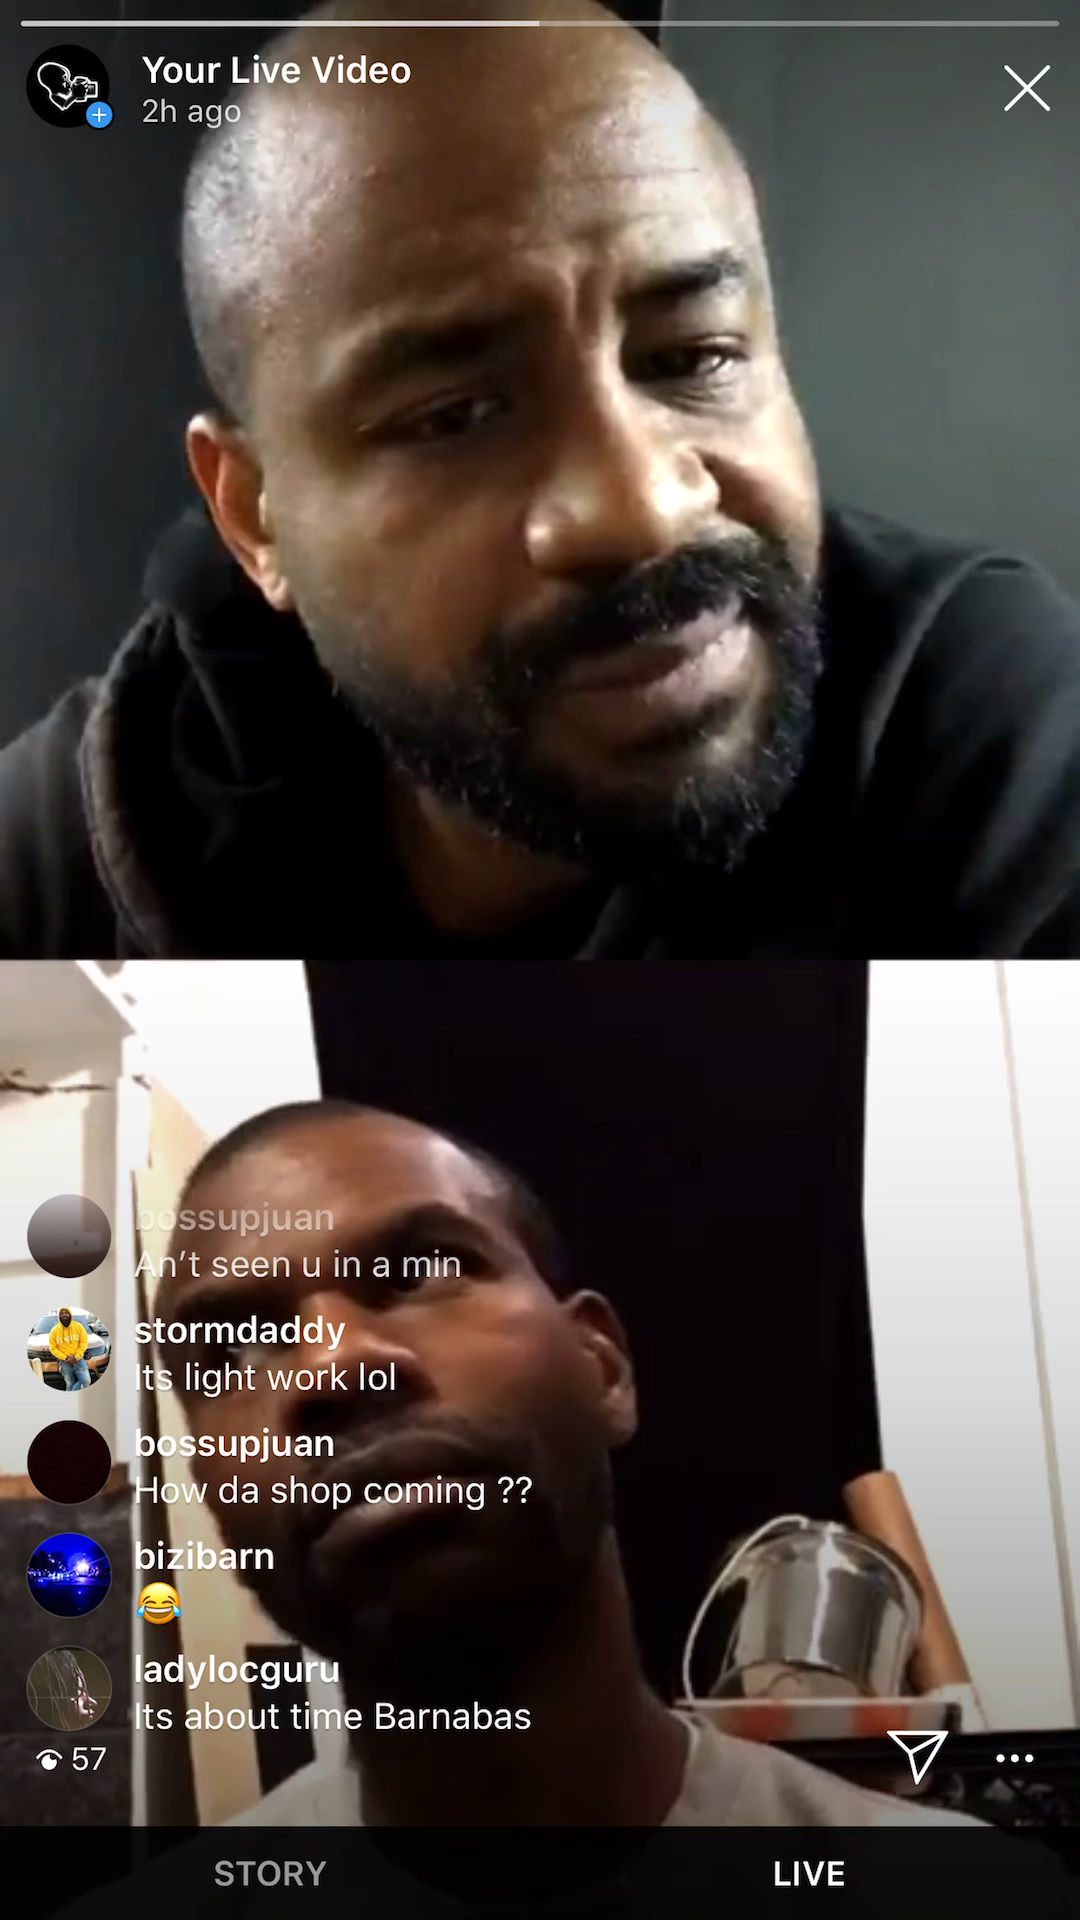 Your Live Video
2h ago
bossupjuan
An't seen u in a min
stormdaddy
Its light work lol
bossupjuan
How da shop coming ??
bizibarn
😂
ladylocguru
Its about time Barnabas
57
STORY
LIVE